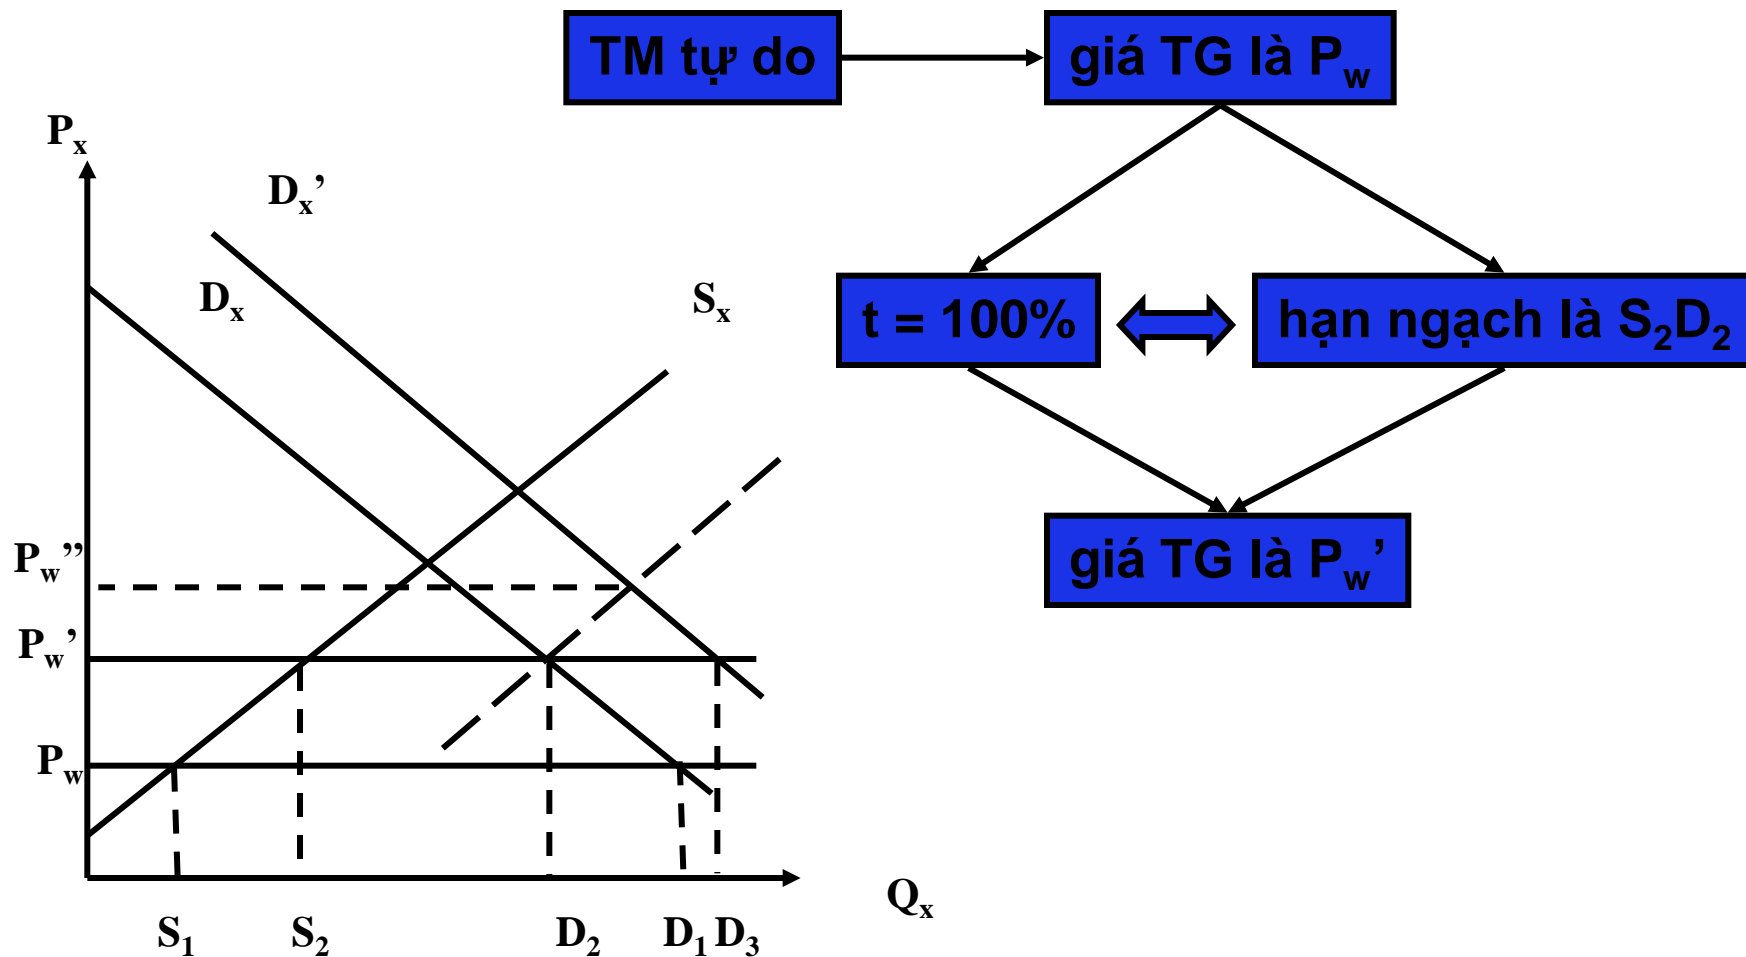 TM tự do
giá TG là Pw
Px
Dx’
Dx
Sx
t = 100%
hạn ngạch là S2D2
Pw”
giá TG là Pw’
Pw’
Pw
Qx
S1
S2
D2
D1
D3